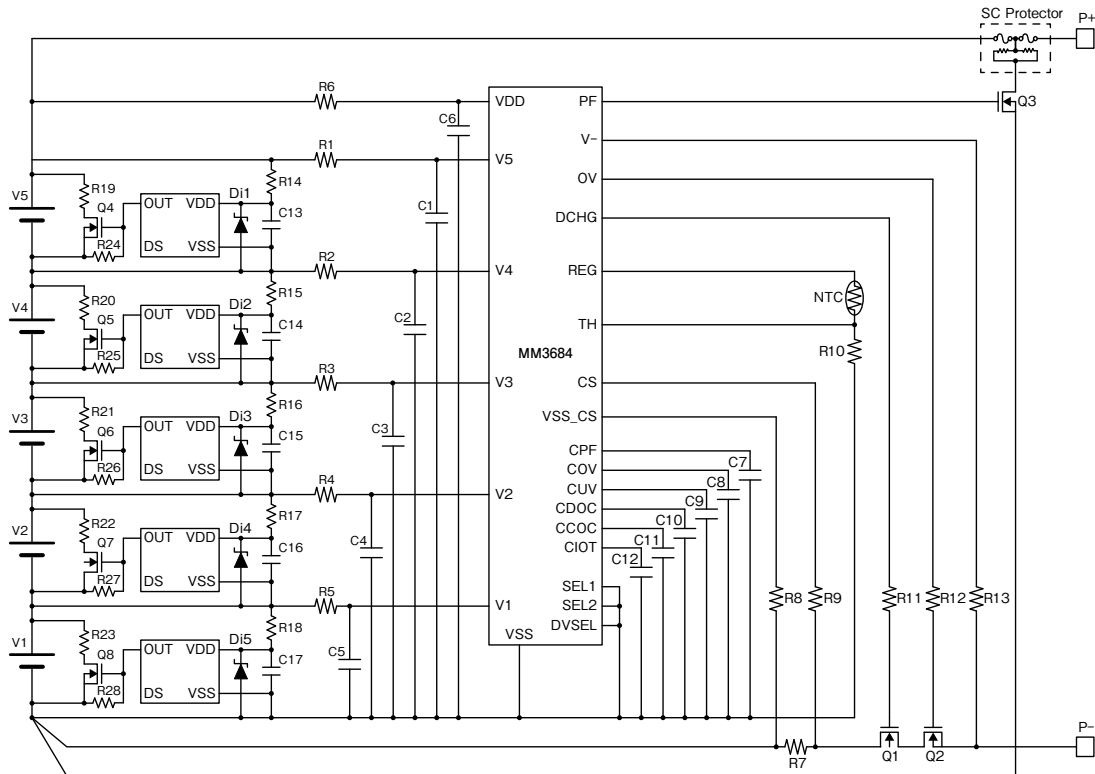 SC Protector
P+
R6
VDD
PF
Q3
C6
R1
V5
V-
R14
C1
OV
V5
R19
Q4
R24
OUT
VDD
DS
VSS
Di1
C13
DCHG
R2
V4
REG
R15
C2
NTC
V4
R20
Q5
R25
OUT
VDD
DS
VSS
Di2
C14
TH
MM3684
R10
R3
V3
CS
R16
C3
VSS_CS
V3
R21
Q6
R26
OUT
VDD
DS
VSS
Di3
C15
CPF
C7
COV
C8
CUV
C9
R4
V2
CDOC
C10
R17
C4
CCOC
C11
V2
R22
Q7
R27
OUT
VDD
DS
VSS
Di4
C16
CIOT
C12
SEL1
R8
R9
R11
R12
R13
R5
V1
SEL2
R18
C5
VSS
DVSEL
V1
R23
Q8
R28
OUT
VDD
DS
VSS
Di5
C17
P-
R7
Q1
Q2